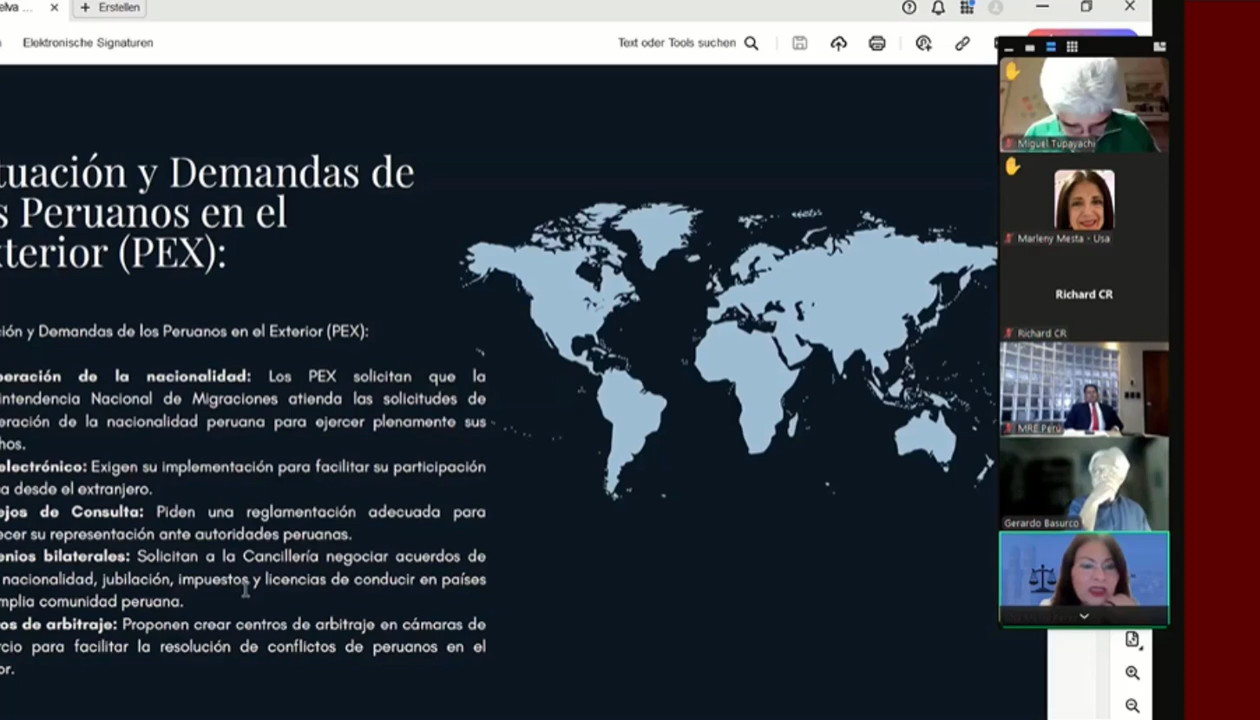 elva ...
Erstellen
Elektronische Signaturen
Text oder Tools suchen
tuación y Demandas de
s Peruanos en el
xterior (PEX):
ción y Demandas de los Peruanos en el Exterior (PEX):
peración de la nacionalidad: Los PEX solicitan que la
intendencia Nacional de Migraciones atienda las solicitudes de
eración de la nacionalidad peruana para ejercer plenamente sus
hos.
electrónico: Exigen su implementación para facilitar su participación
a desde el extranjero.
ejos de Consulta: Piden una reglamentación adecuada para
ecer su representación ante autoridades peruanas.
enios bilaterales: Solicitan a la Cancillería negociar acuerdos de
nacionalidad, jubilación, impuestos y licencias de conducir en países
mplia comunidad peruana.
os de arbitraje: Proponen crear centros de arbitraje en cámaras de
rcio para facilitar la resolución de conflictos de peruanos en el
or.
Miguel Tupayachi
Marleny Mesta - Usa
Richard CR
Richard CR
MRE Perú
Gerardo Basurco